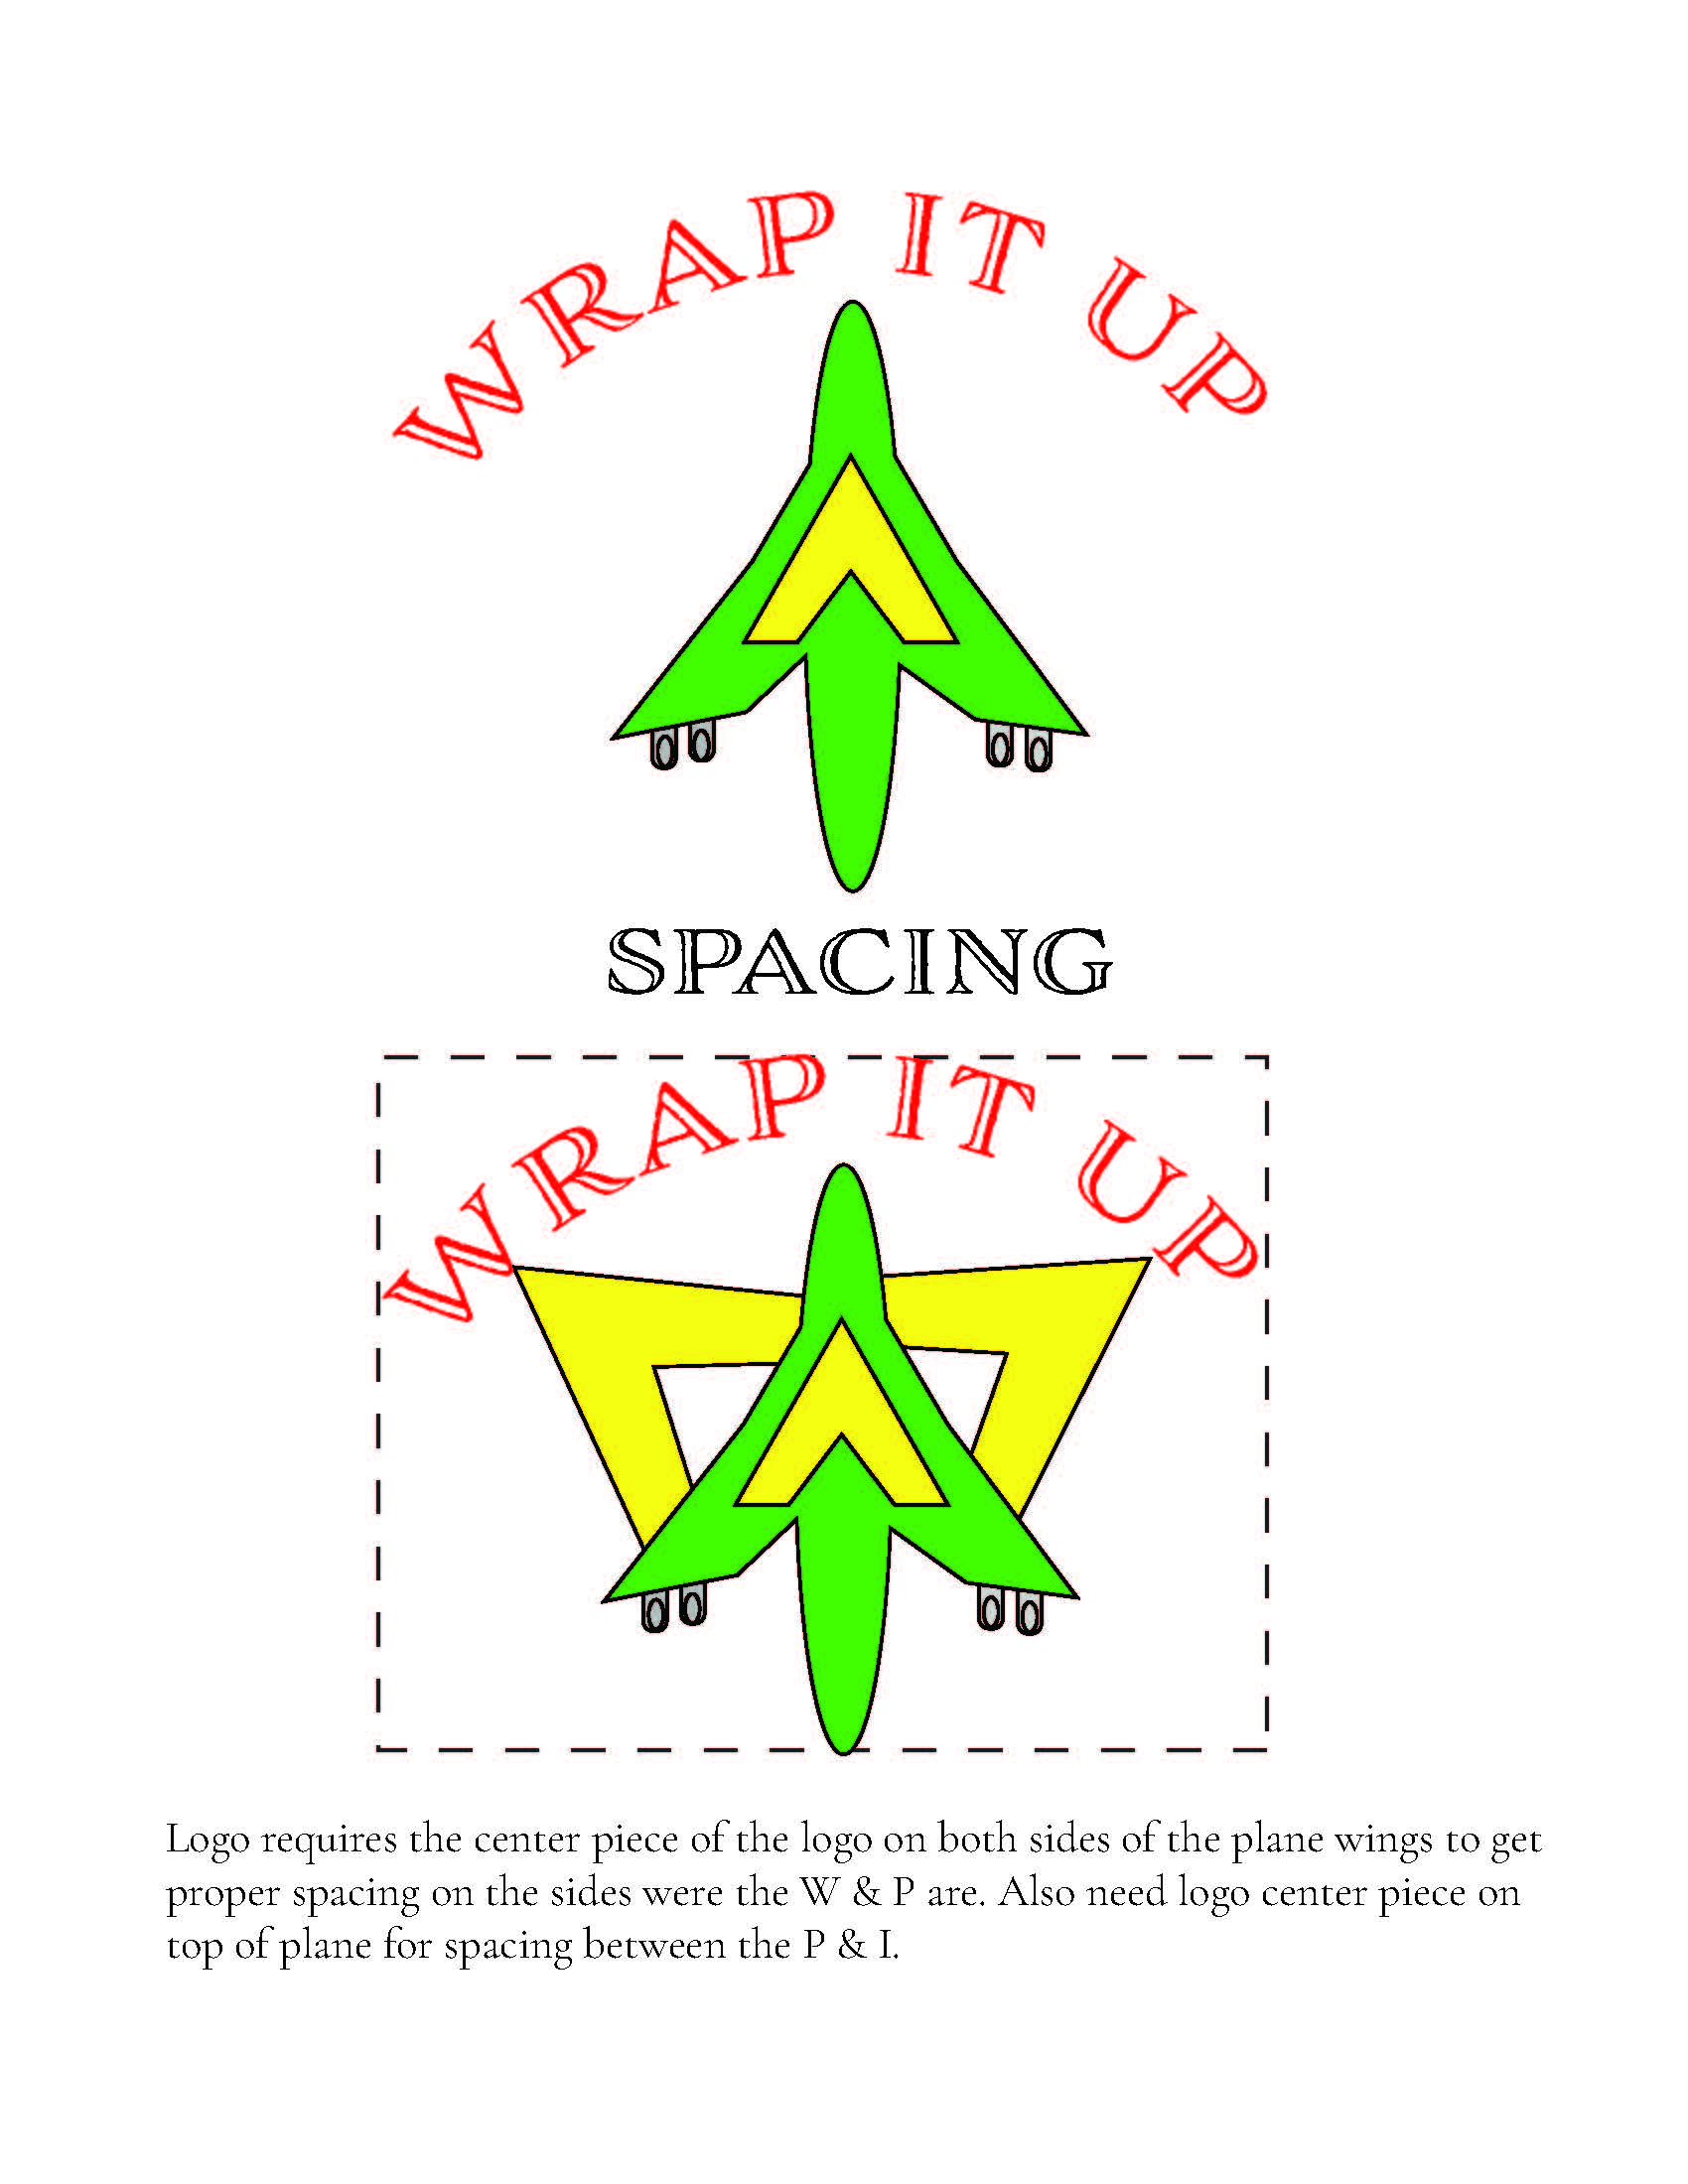 WRAP IT UP
SPACING
WRAP IT UP
Logo requires the center piece of the logo on both sides of the plane wings to get
proper spacing on the sides were the W & P are. Also need logo center piece on
top of plane for spacing between the P & I.